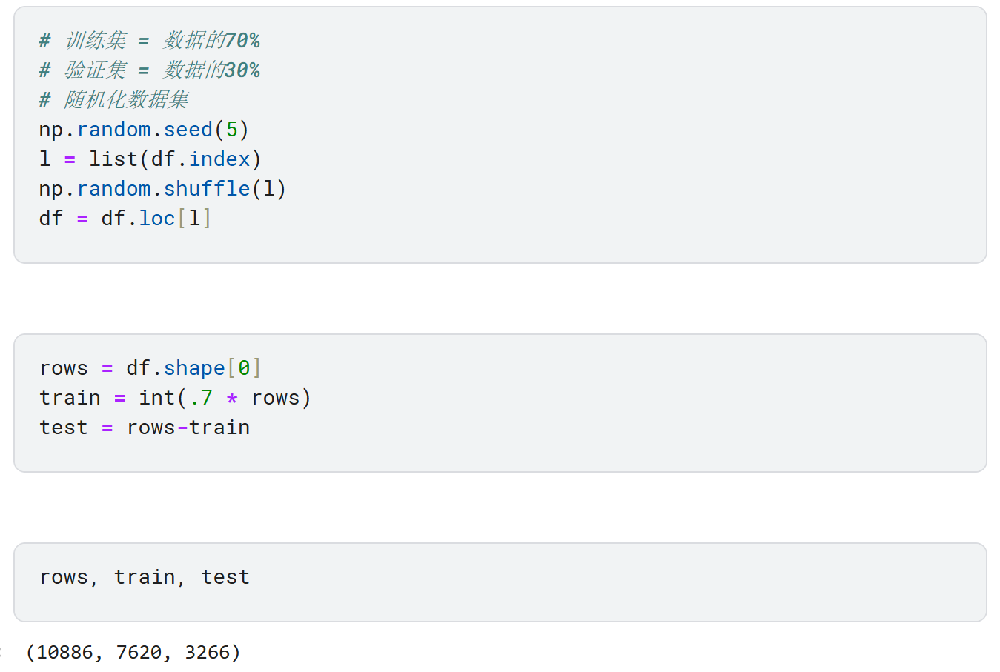 # 训练集 = 数据的70%
# 验证集 = 数据的30%
# 随机化数据集
np.random.seed(5)
l = list(df.index)
np.random.shuffle(l)
df = df.loc[l]
rows = df.shape[0]
train = int(.7 * rows)
test = rows-train
rows, train, test
: (10886, 7620, 3266)